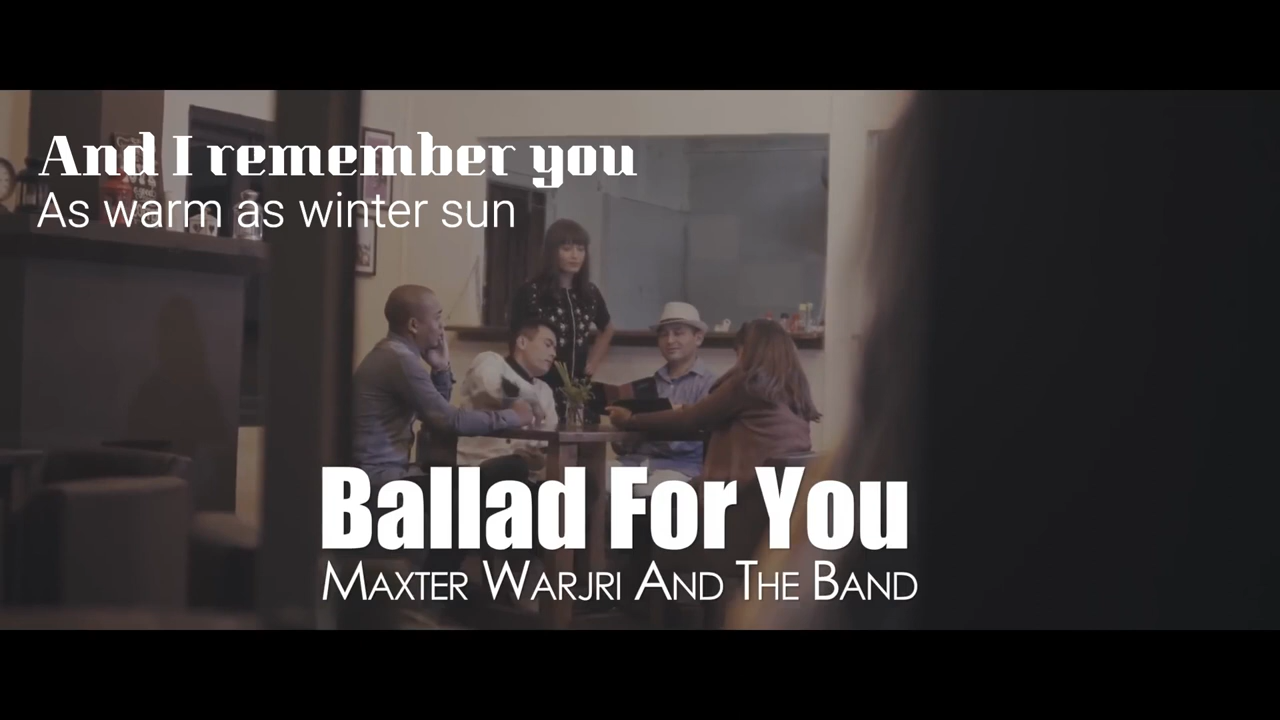 And I remember you
As warm as winter sun
Ballad For You
Maxter Warjri And The Band